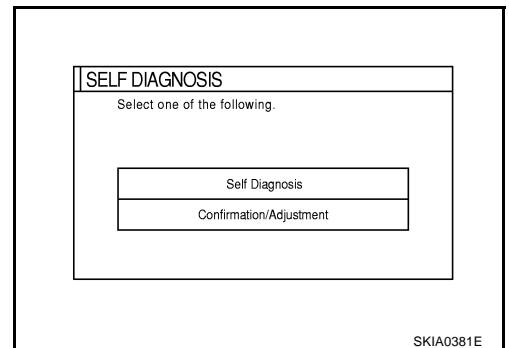 SELF DIAGNOSIS
Select one of the following.
Self Diagnosis
Confirmation/Adjustment
SKIA0381E